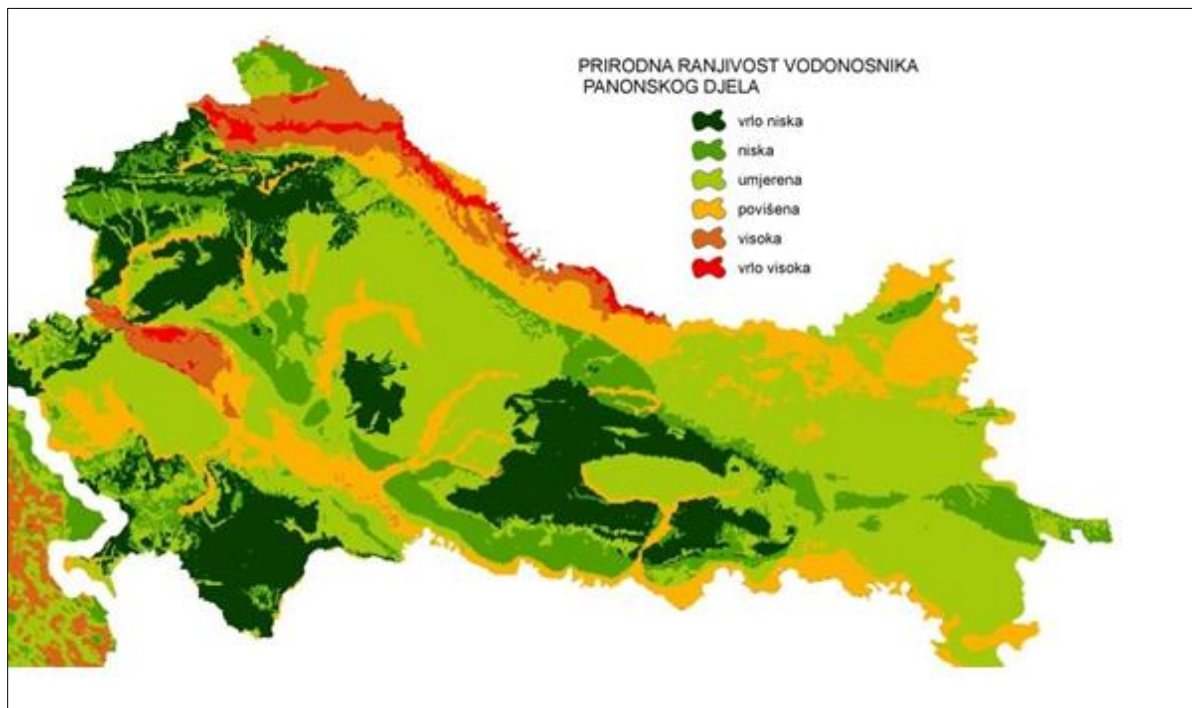 PRIRODNA RANJIVOST VODONOSNIKA
PANONSKOG DJELA
vrlo niska
niska
umjerena
povišena
visoka
vrlo visoka